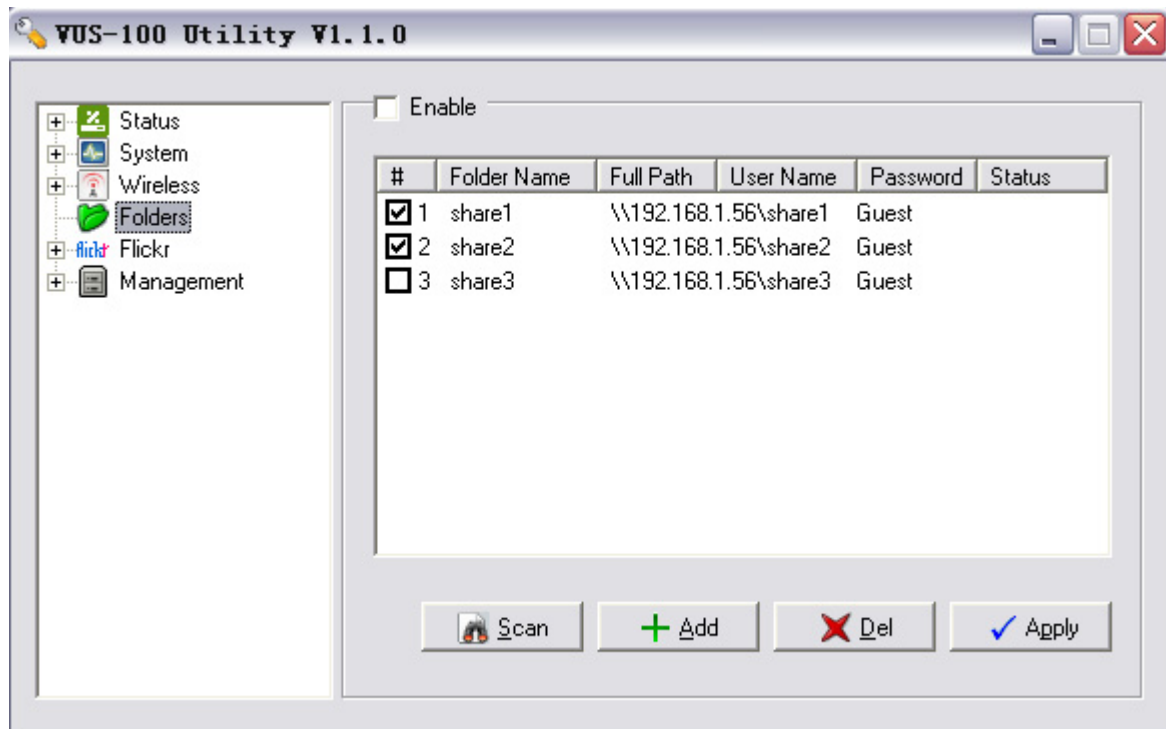 VUS-100 Utility V1.1.0
Status
System
Wireless
Folders
flickr Flickr
Management
Enable
# Folder Name Full Path User Name Password Status
1 share1 \\192.168.1.56\share1 Guest
2 share2 \\192.168.1.56\share2 Guest
3 share3 \\192.168.1.56\share3 Guest
Scan Add Del Apply